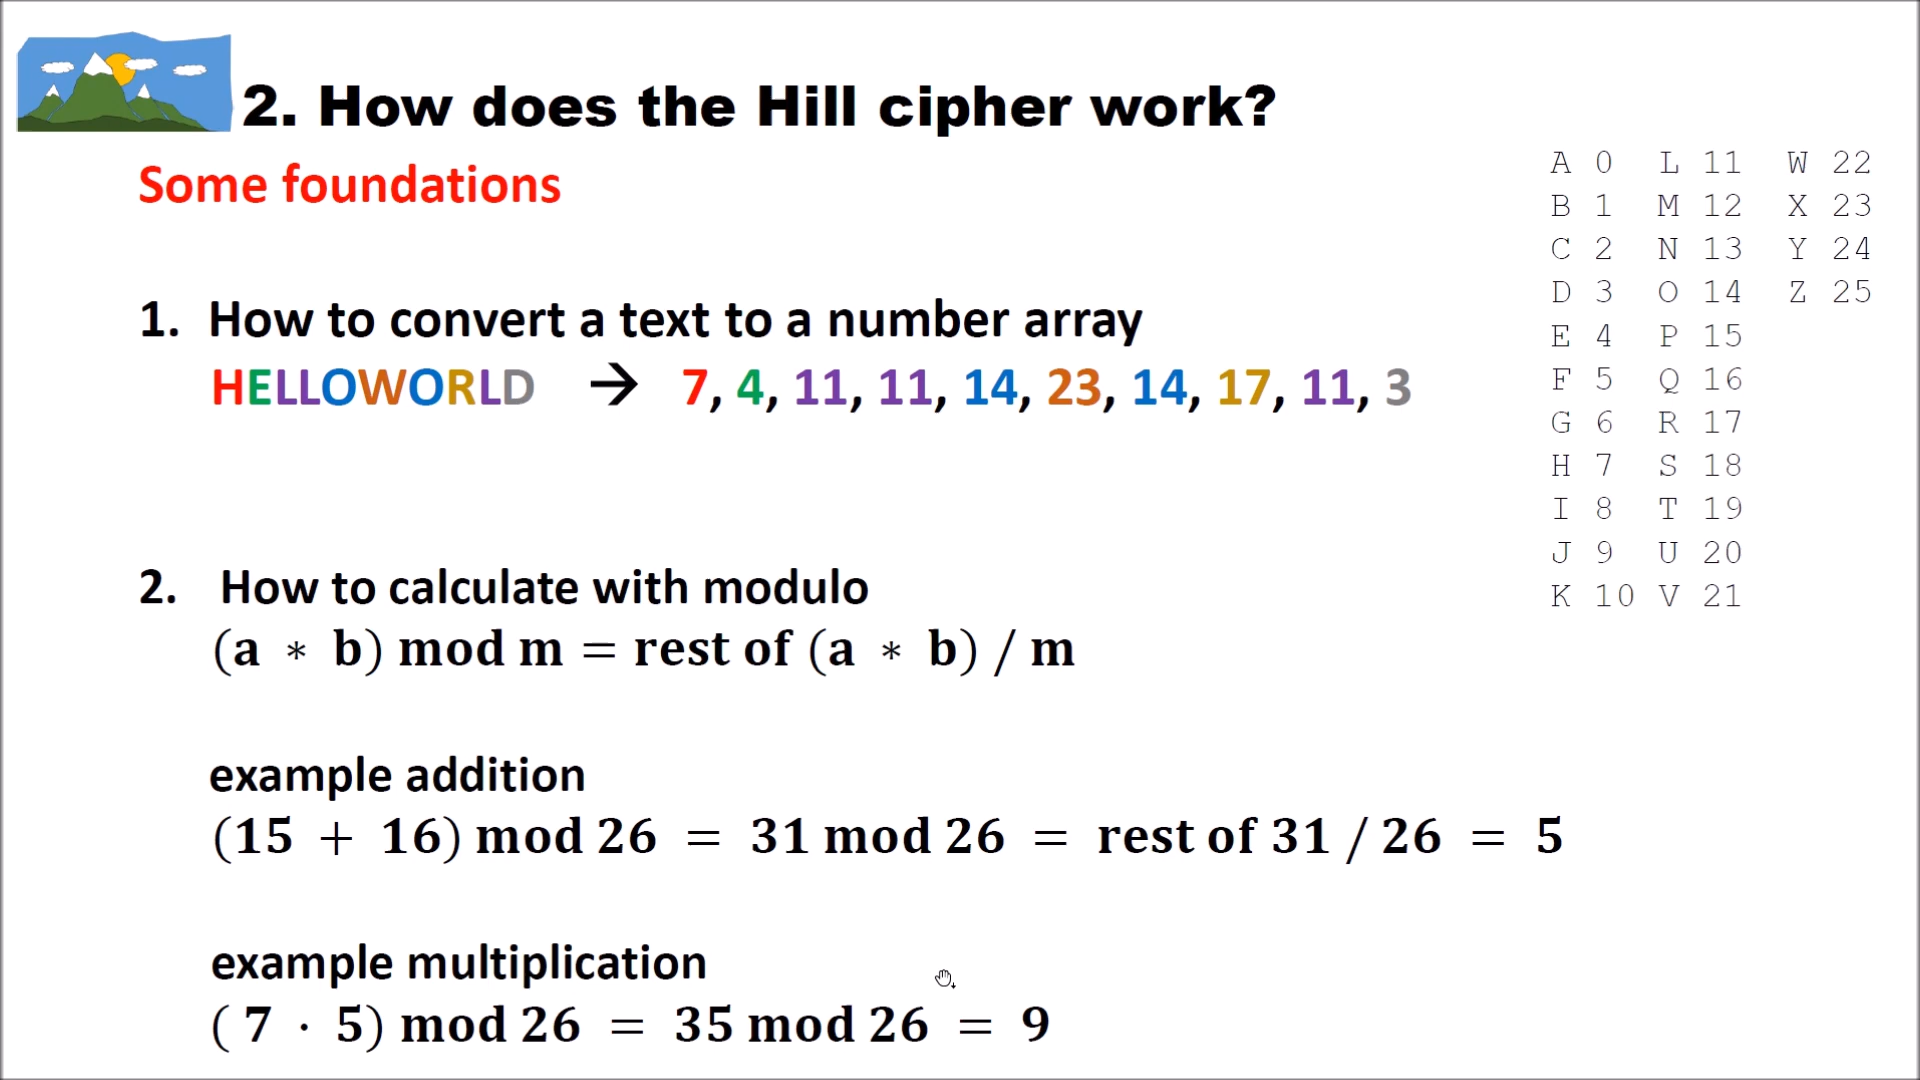 2. How does the Hill cipher work?
Some foundations
A 0 L 11 W 22
B 1 M 12 X 23
C 2 N 13 Y 24
D 3 O 14 Z 25
E 4 P 15
F 5 Q 16
G 6 R 17
H 7 S 18
I 8 T 19
J 9 U 20
K 10 V 21
1. How to convert a text to a number array
HELLOWORLD → 7, 4, 11, 11, 14, 23, 14, 17, 11, 3
2. How to calculate with modulo
(a ∗ b) mod m = rest of (a ∗ b) / m
example addition
(15 + 16) mod 26 = 31 mod 26 = rest of 31 / 26 = 5
example multiplication
( 7 · 5) mod 26 = 35 mod 26 = 9